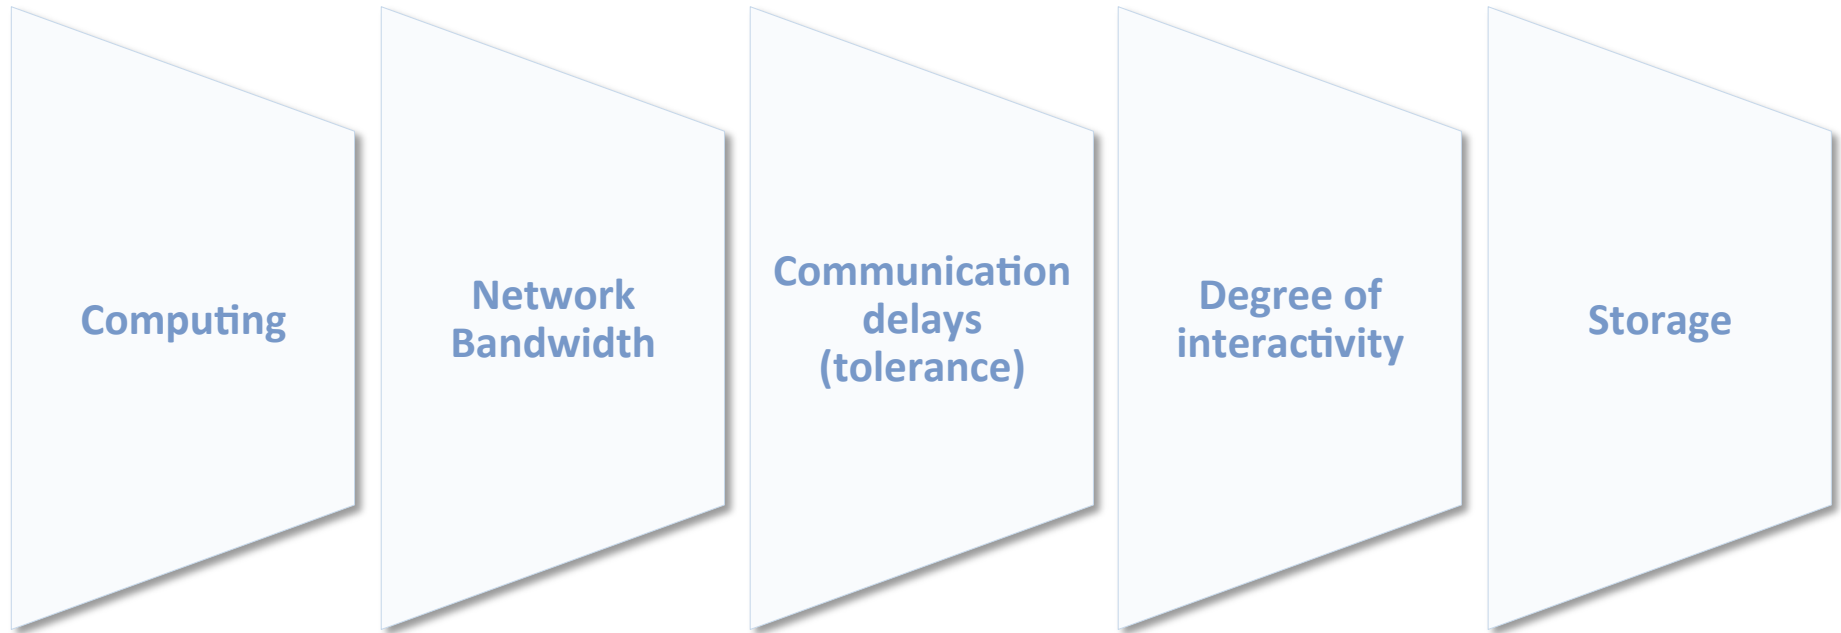 Computing
Network
Bandwidth
Communication
delays
(tolerance)
Degree of
interactivity
Storage